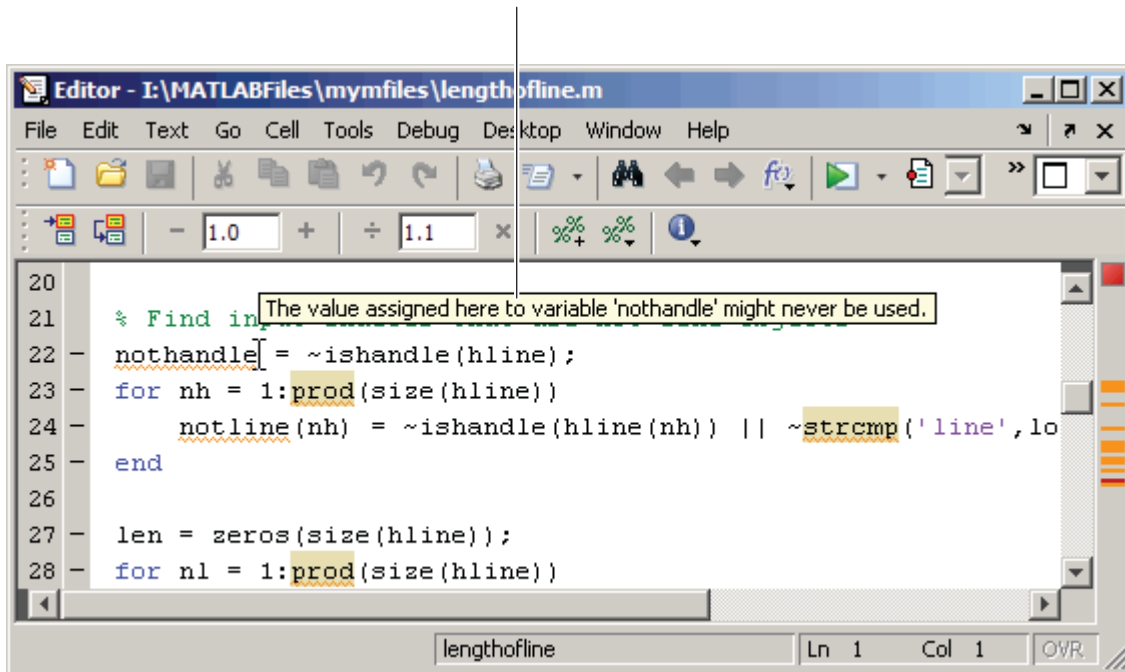 Editor - I:\MATLABFiles\mymfiles\lengthofline.m
File Edit Text Go Cell Tools Debug Desktop Window Help
1.0 1.1
20
The value assigned here to variable 'nothandle' might never be used.
21 % Find input
22 - nothandle = ~ishandle(hline);
23 - for nh = 1:prod(size(hline))
24 - notline(nh) = ~ishandle(hline(nh)) || ~strcmp('line',lo
25 - end
26
27 - len = zeros(size(hline));
28 - for nl = 1:prod(size(hline))
lengthofline Ln 1 Col 1 OVR